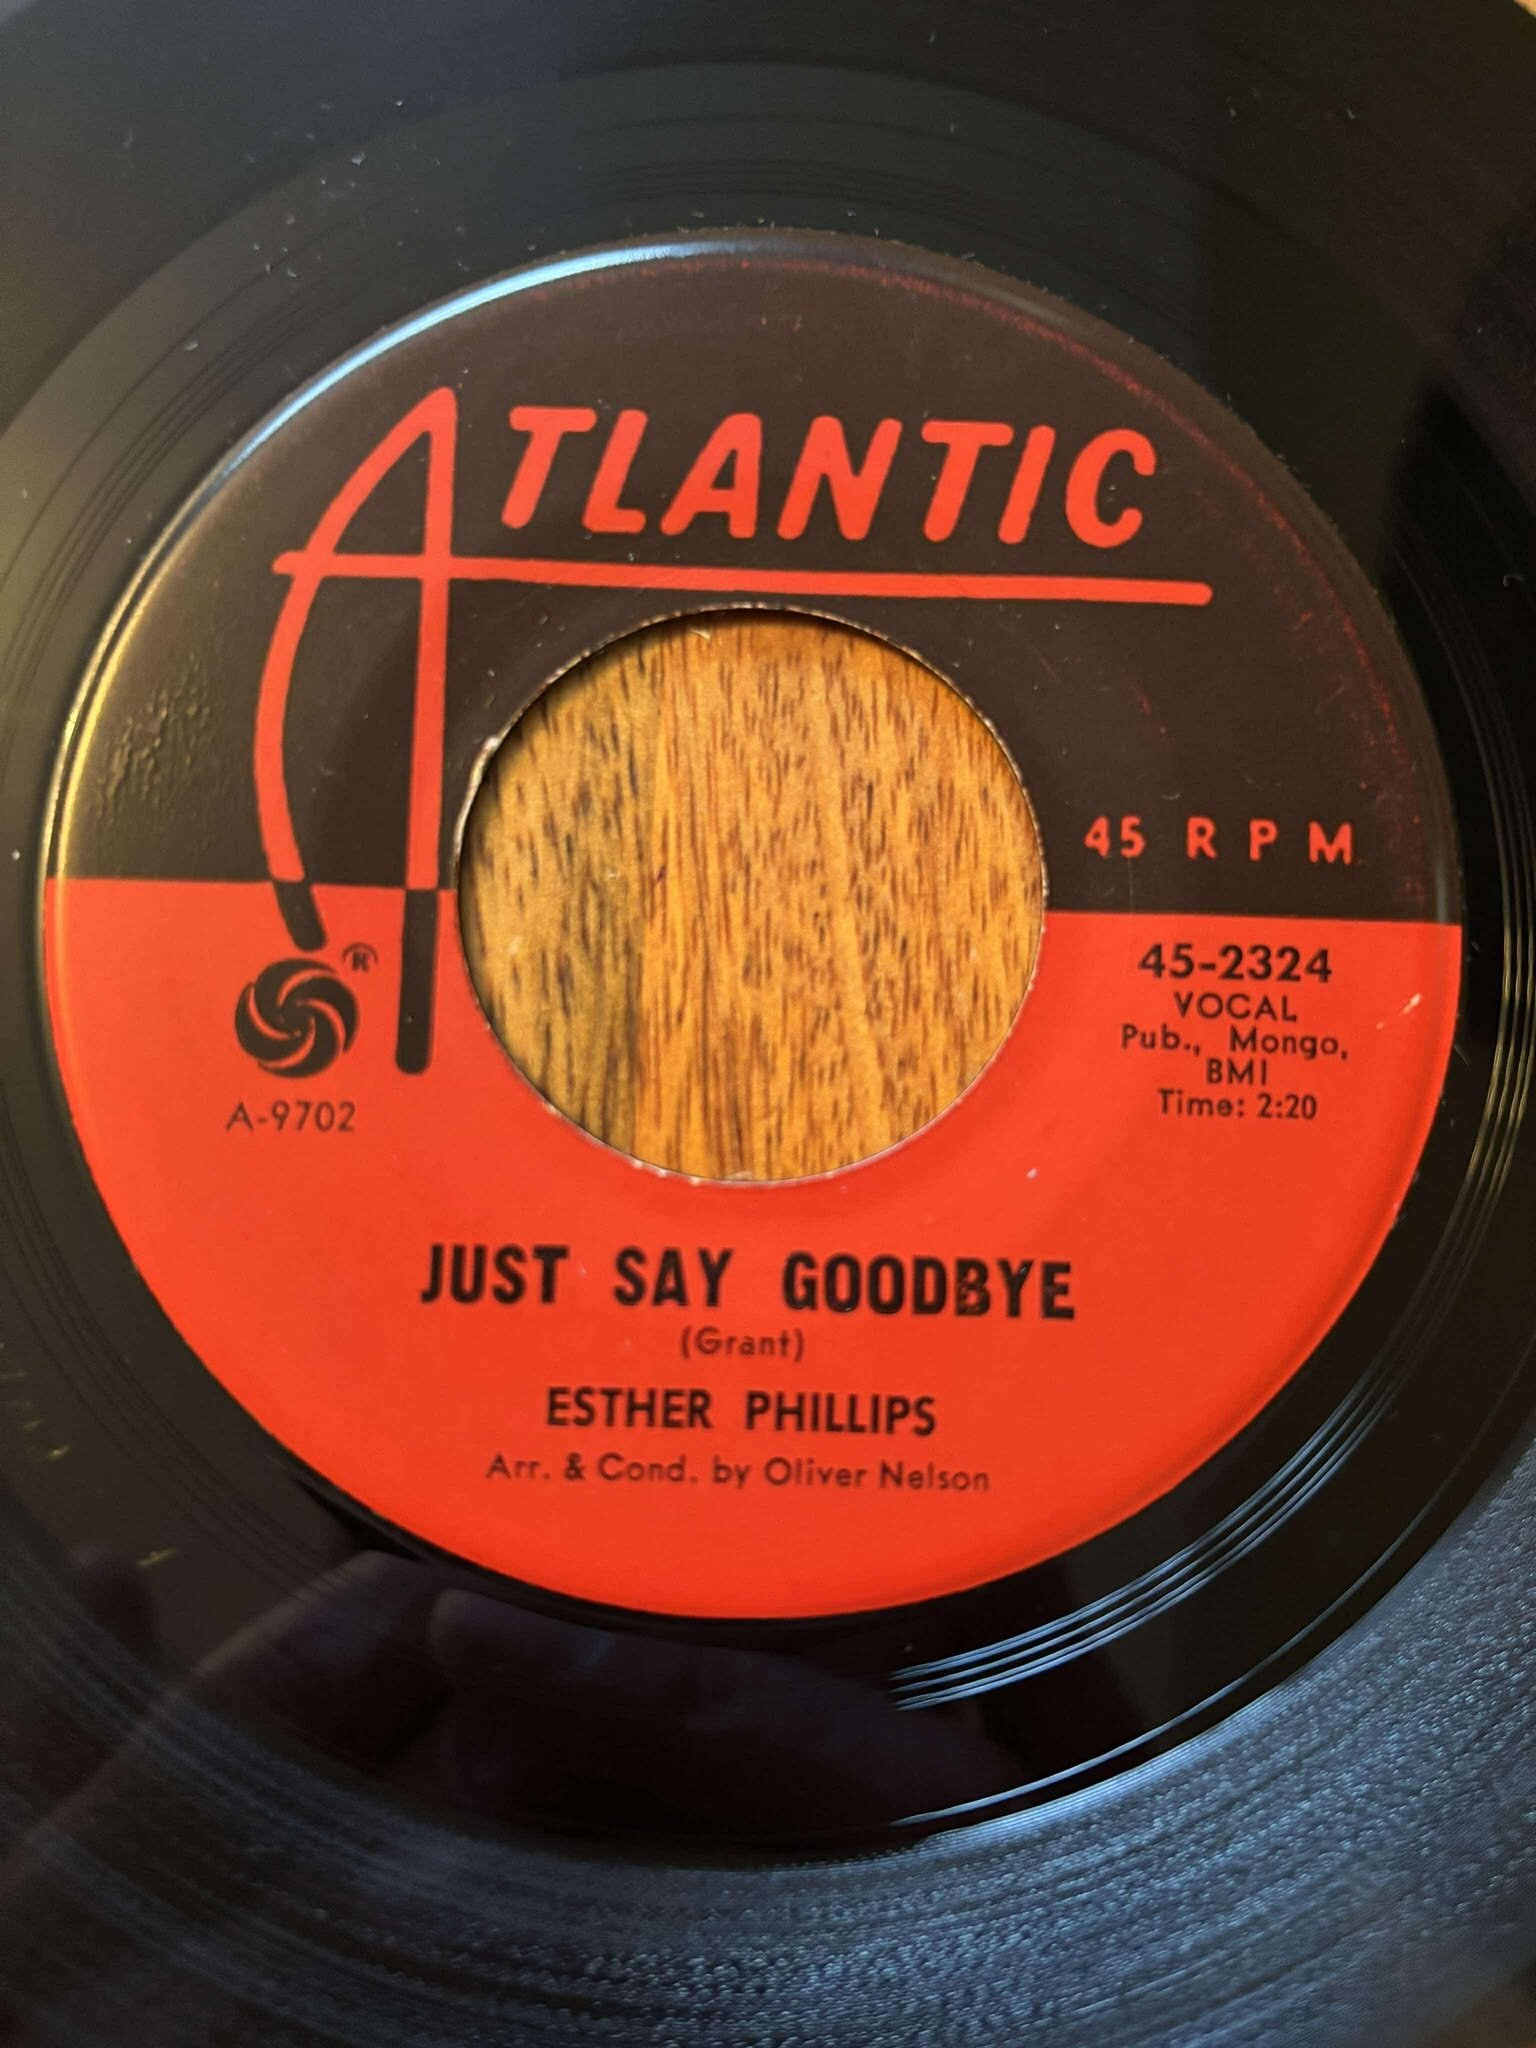 ATLANTIC
45 RPM
45-2324
VOCAL
Pub., Mongo,
BMI
Time: 2:20
®
A-9702
JUST SAY GOODBYE
(Grant)
ESTHER PHILLIPS
Arr. & Cond. by Oliver Nelson